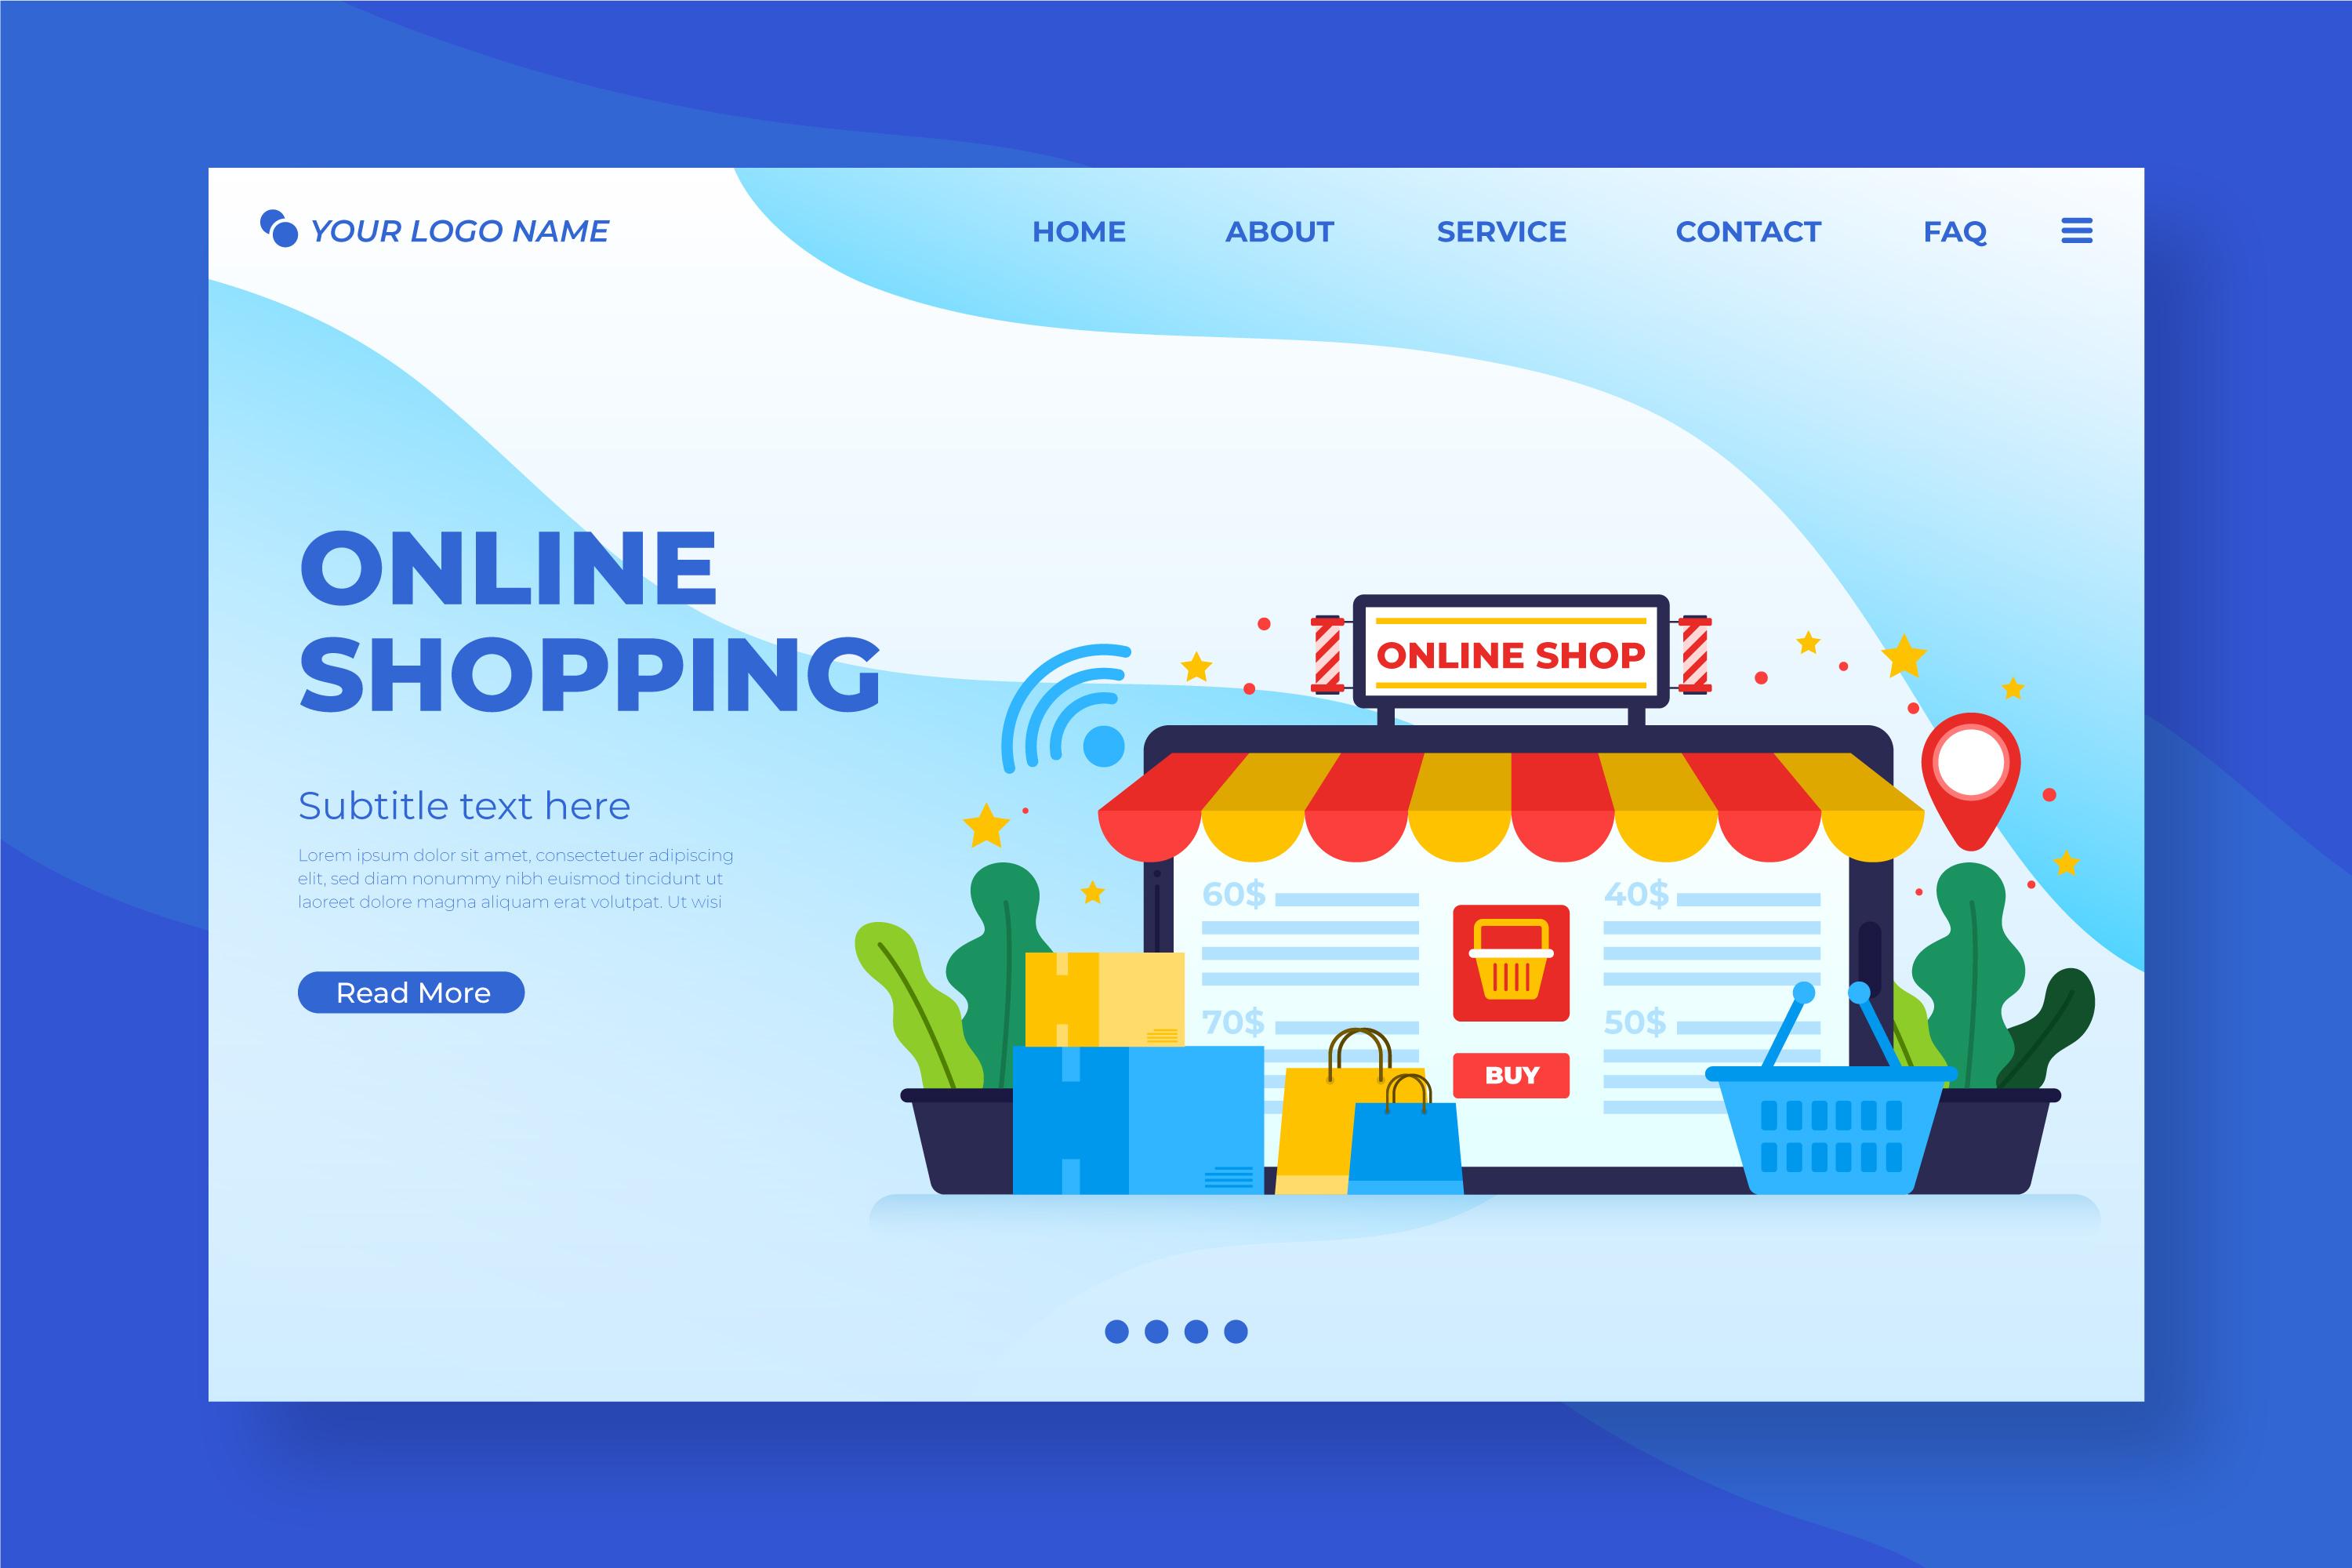 YOUR LOGO NAME
HOME ABOUT SERVICE CONTACT FAQ
ONLINE
SHOPPING
Subtitle text here
Lorem ipsum dolor sit amet, consectetuer adipiscing
elit, sed diam nonummy nibh euismod tincidunt ut
laoreet dolore magna aliquam erat volutpat. Ut wisi
Read More
ONLINE SHOP
60$
40$
70$
50$
BUY